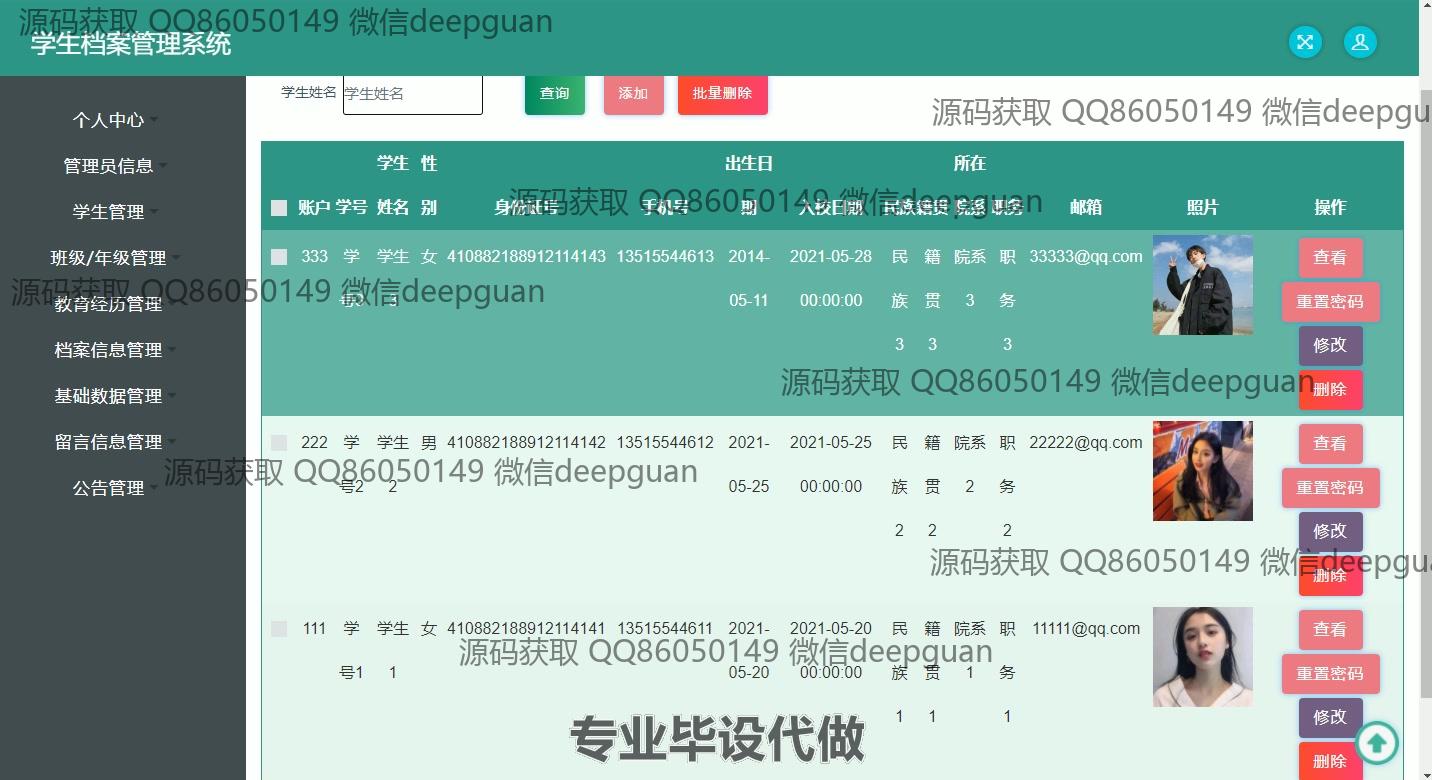 源码获取 QQ86050149 微信deepguan
学生档案管理系统
学生姓名 学生姓名 查询 添加 批量删除
源码获取 QQ86050149 微信deepgu
个人中心
管理员信息
学生管理
班级/年级管理
教育经历管理
档案信息管理
基础数据管理
留言信息管理
公告管理
账户 学号 学生姓名 性别 身份证号 手机号 出生日期 入校日期 民族 籍贯 所在院系 职务 邮箱 照片 操作
源码获取 QQ86050149 微信deepguan
333 学号3 学生3 女 410882188912114143 13515544613 2014-05-11 2021-05-28 00:00:00 民族3 籍贯3 院系3 职务3 33333@qq.com
查看
重置密码
修改
删除
源码获取 QQ86050149 微信deepguan
源码获取 QQ86050149 微信deepguan
222 学号2 学生2 男 410882188912114142 13515544612 2021-05-25 2021-05-25 00:00:00 民族2 籍贯2 院系2 职务2 22222@qq.com
查看
重置密码
修改
删除
源码获取 QQ86050149 微信deepguan
源码获取 QQ86050149 微信deepgua
111 学号1 学生1 女 410882188912114141 13515544611 2021-05-20 2021-05-20 00:00:00 民族1 籍贯1 院系1 职务1 11111@qq.com
查看
重置密码
修改
删除
源码获取 QQ86050149 微信deepguan
专业毕设代做